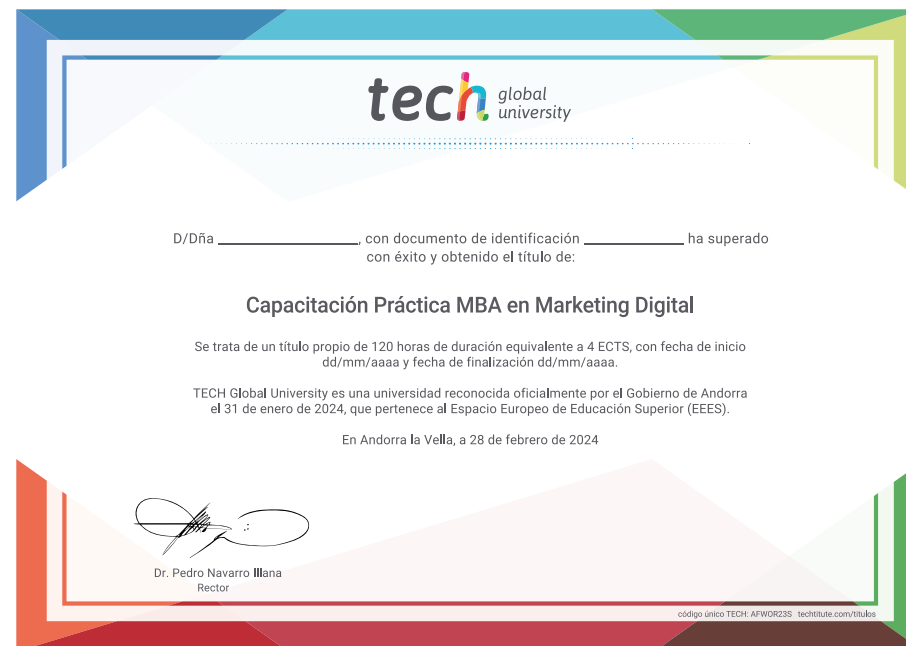 tech global university
D/Dña ________________, con documento de identificación ___________ ha superado
con éxito y obtenido el título de:
Capacitación Práctica MBA en Marketing Digital
Se trata de un título propio de 120 horas de duración equivalente a 4 ECTS, con fecha de inicio
dd/mm/aaaa y fecha de finalización dd/mm/aaaa.
TECH Global University es una universidad reconocida oficialmente por el Gobierno de Andorra
el 31 de enero de 2024, que pertenece al Espacio Europeo de Educación Superior (EEES).
En Andorra la Vella, a 28 de febrero de 2024
Dr. Pedro Navarro Illana
Rector
código único TECH: AFWOR23S techtitute.com/titulos